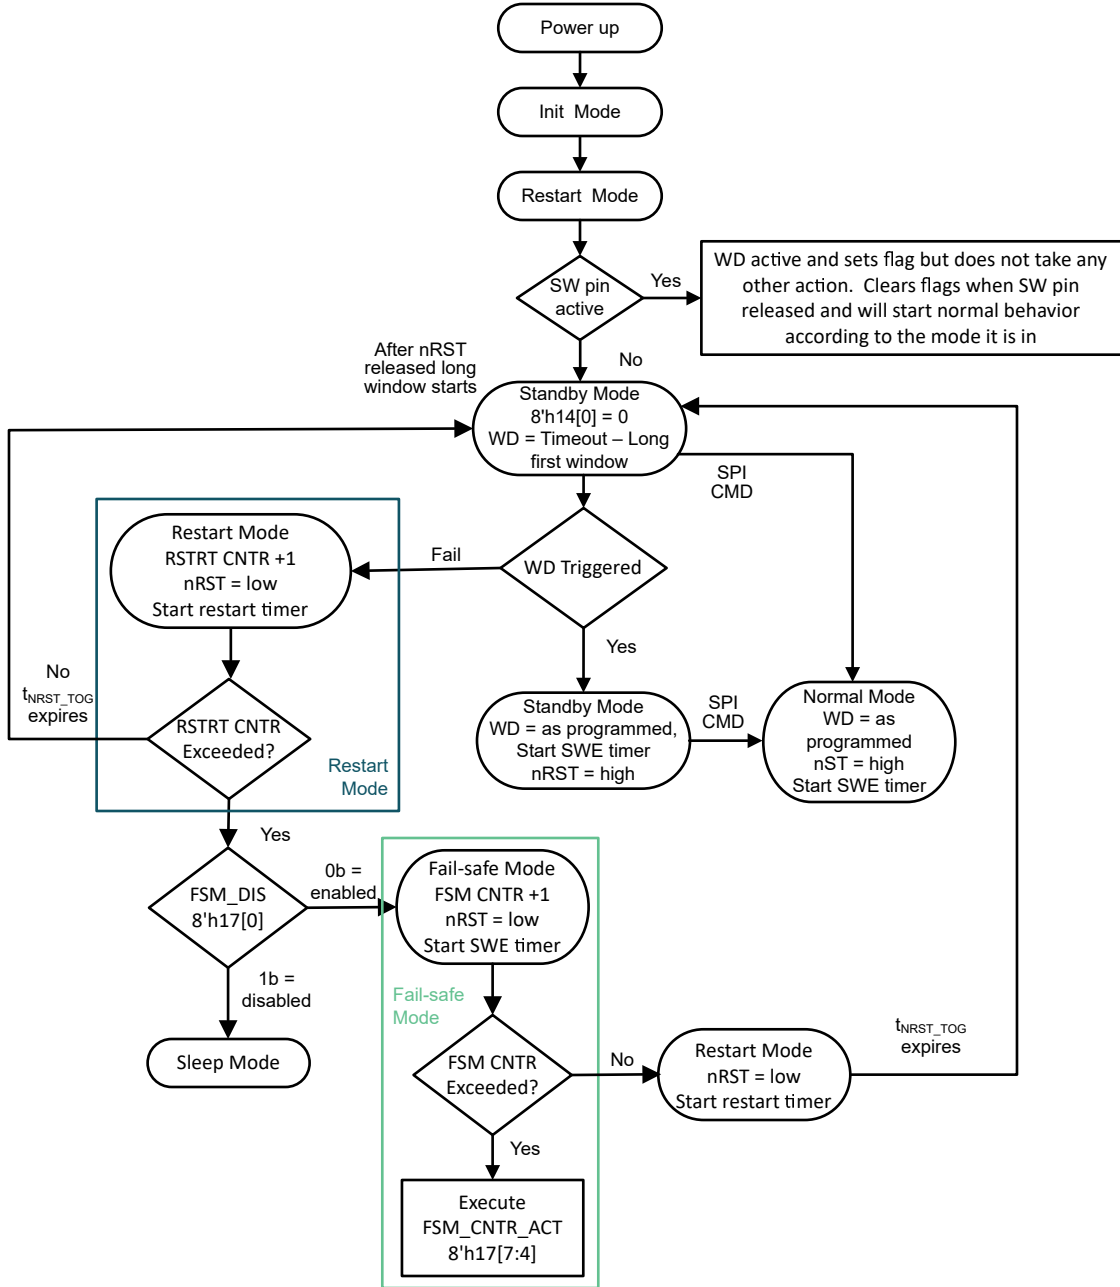 Power up
Init Mode
Restart Mode
SW pin
active
Yes
WD active and sets flag but does not take any
other action. Clears flags when SW pin
released and will start normal behavior
according to the mode it is in
No
After nRST
released long
window starts
Standby Mode
8'h14[0] = 0
WD = Timeout – Long
first window
SPI
CMD
WD Triggered
Fail
Restart Mode
RSTRT CNTR +1
nRST = low
Start restart timer
No
tNRST_TOG
expires
RSTRT CNTR
Exceeded?
Restart
Mode
Yes
Standby Mode
WD = as programmed,
Start SWE timer
nRST = high
SPI
CMD
Normal Mode
WD = as
programmed
nST = high
Start SWE timer
Yes
FSM_DIS
8'h17[0]
0b =
enabled
1b =
disabled
Sleep Mode
Fail-safe Mode
FSM CNTR +1
nRST = low
Start SWE timer
Fail-safe
Mode
FSM CNTR
Exceeded?
No
Restart Mode
nRST = low
Start restart timer
tNRST_TOG
expires
Yes
Execute
FSM_CNTR_ACT
8'h17[7:4]